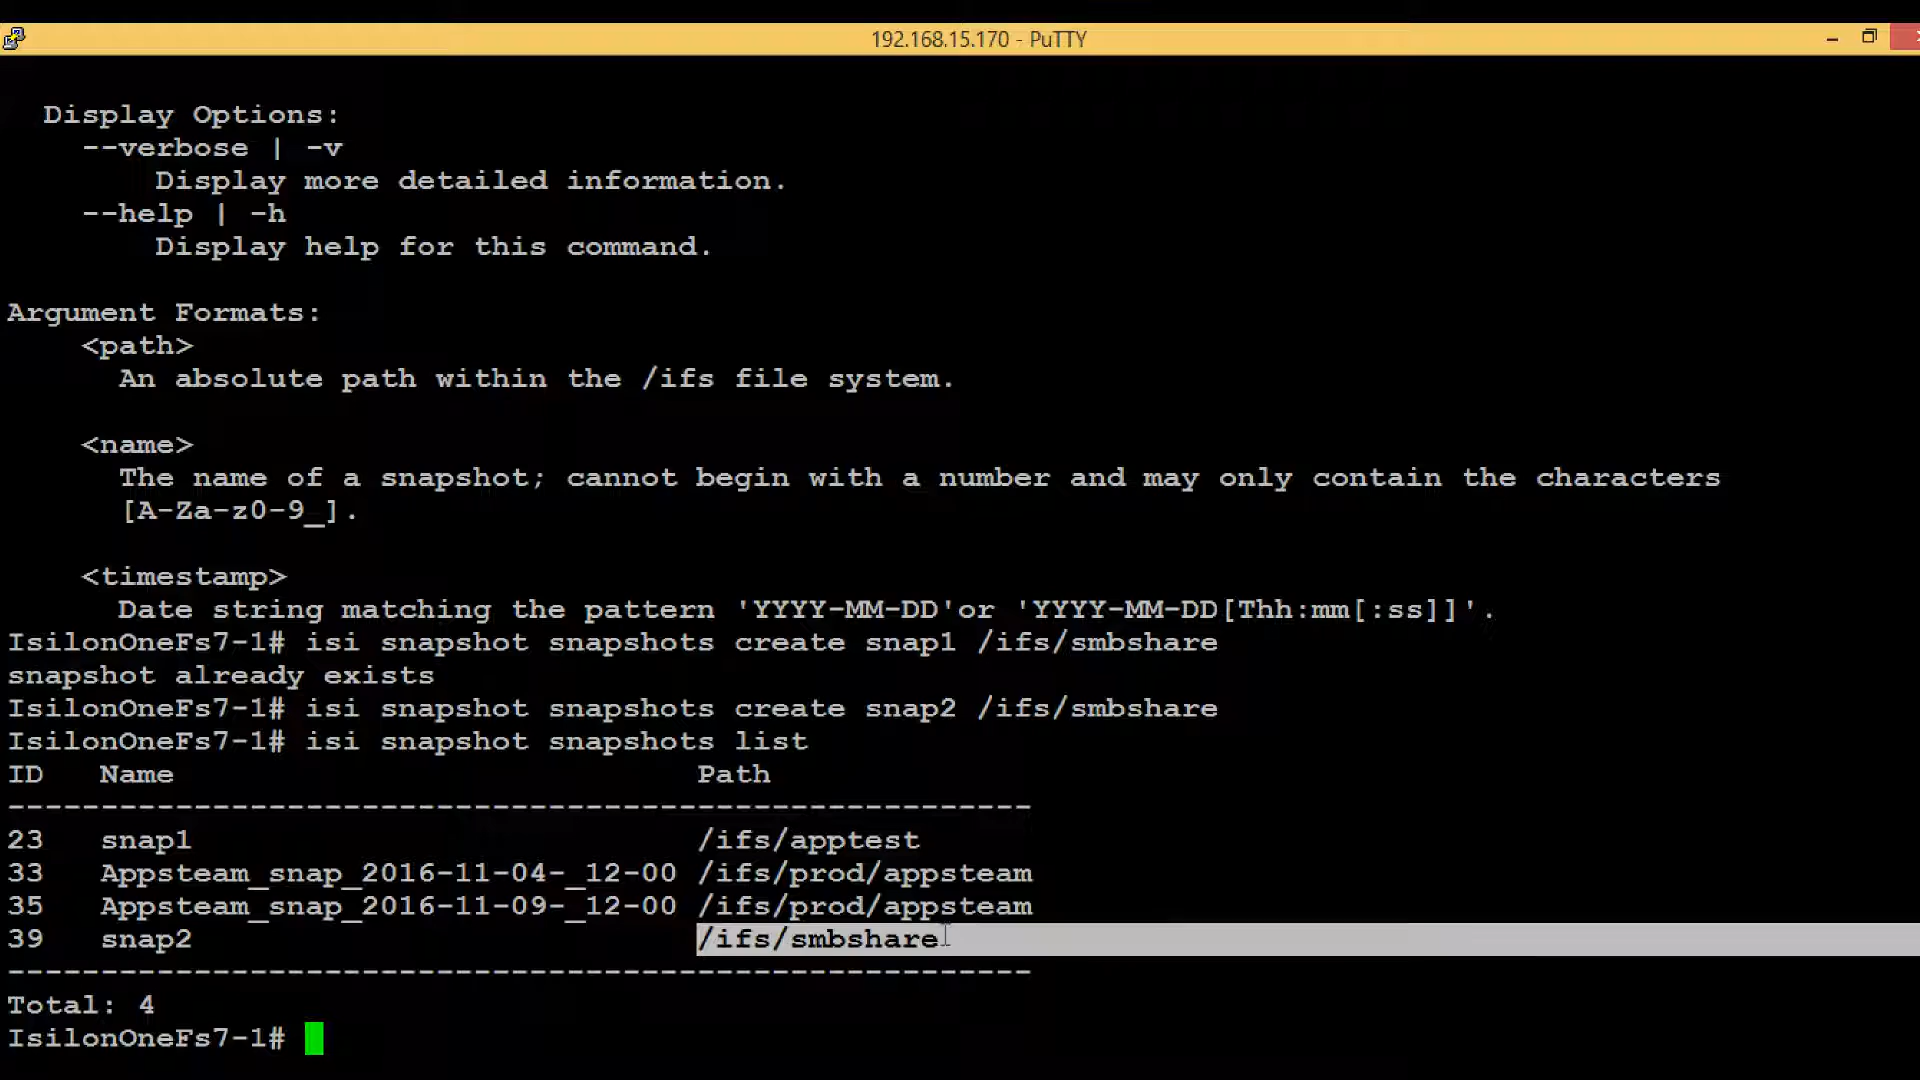 192.168.15.170 - PuTTY
Display Options:
--verbose | -v
Display more detailed information.
--help | -h
Display help for this command.
Argument Formats:
<path>
An absolute path within the /ifs file system.
<name>
The name of a snapshot; cannot begin with a number and may only contain the characters
[A-Za-z0-9_].
<timestamp>
Date string matching the pattern 'YYYY-MM-DD'or 'YYYY-MM-DD[Thh:mm[:ss]]'.
IsilonOneFs7-1# isi snapshot snapshots create snap1 /ifs/smbshare
snapshot already exists
IsilonOneFs7-1# isi snapshot snapshots create snap2 /ifs/smbshare
IsilonOneFs7-1# isi snapshot snapshots list
ID Name Path
--------------------------------------------------------
23 snap1 /ifs/apptest
33 Appsteam_snap_2016-11-04-_12-00 /ifs/prod/appsteam
35 Appsteam_snap_2016-11-09-_12-00 /ifs/prod/appsteam
39 snap2 /ifs/smbshare
--------------------------------------------------------
Total: 4
IsilonOneFs7-1#